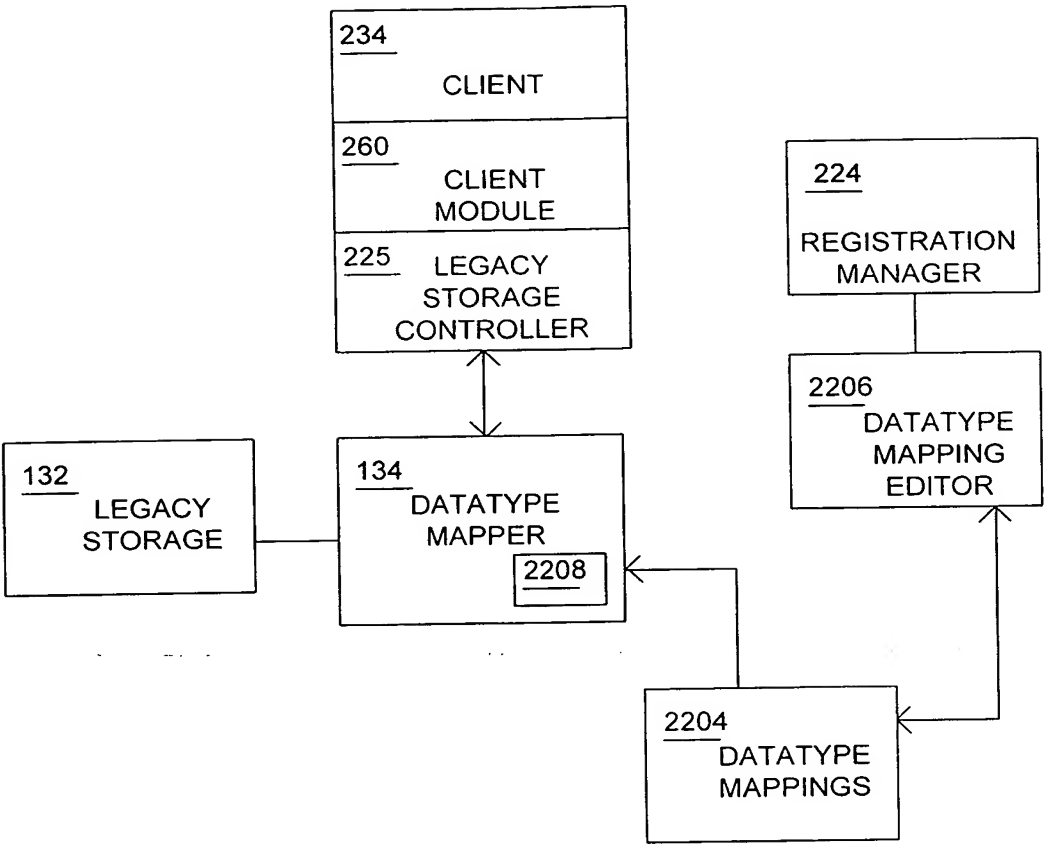 234
CLIENT
260
CLIENT
MODULE
225
LEGACY
STORAGE
CONTROLLER
224
REGISTRATION
MANAGER
2206
DATATYPE
MAPPING
EDITOR
132
LEGACY
STORAGE
134
DATATYPE
MAPPER
2208
2204
DATATYPE
MAPPINGS